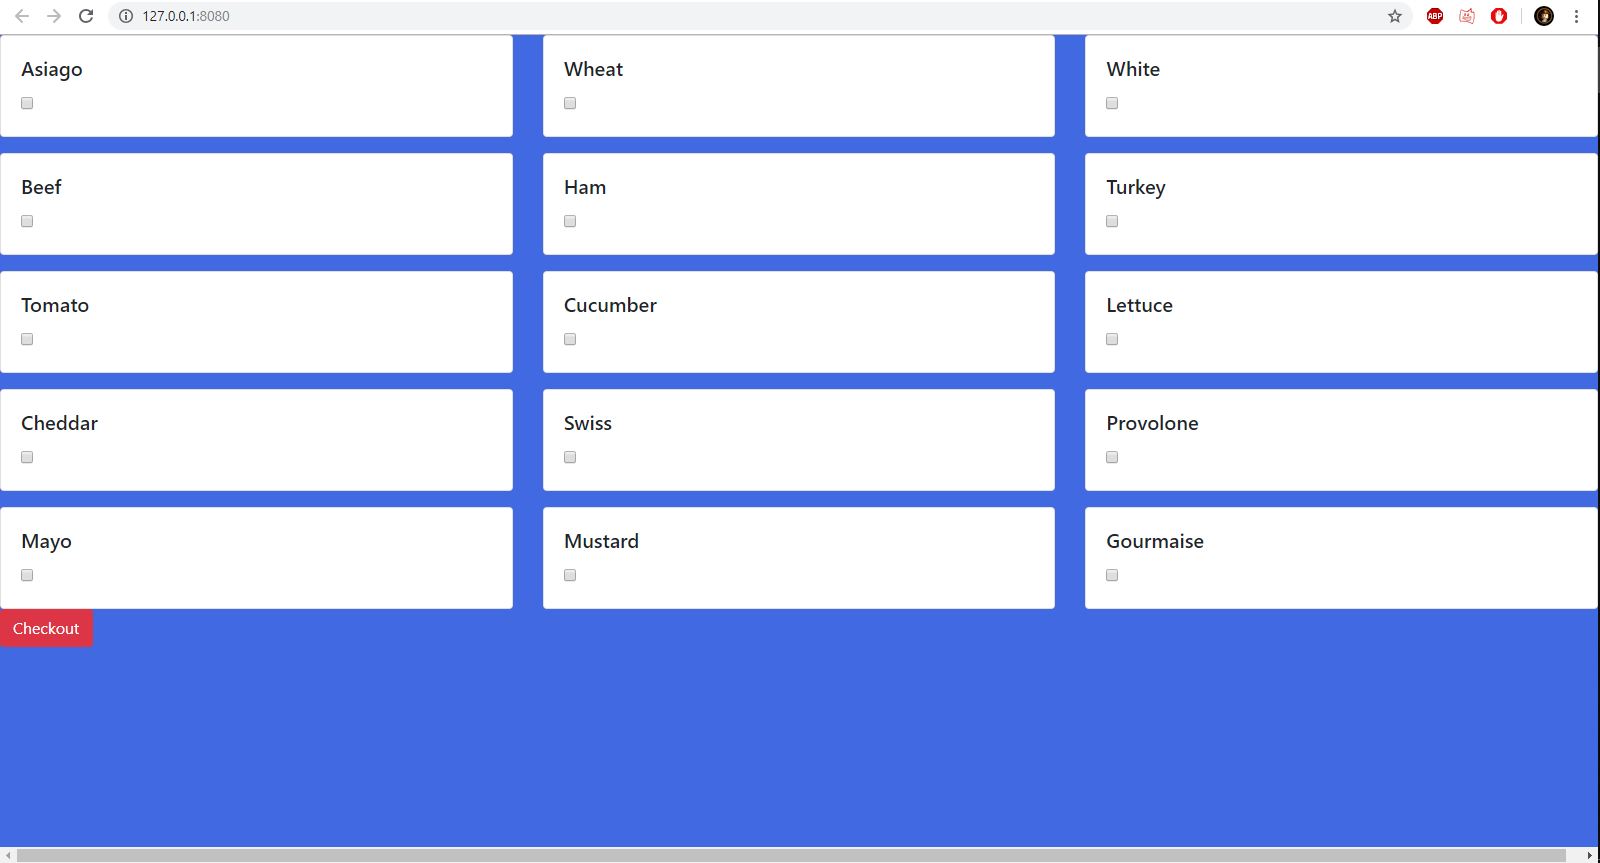 127.0.0.1:8080
ABP
Asiago
Wheat
White
Beef
Ham
Turkey
Tomato
Cucumber
Lettuce
Cheddar
Swiss
Provolone
Mayo
Mustard
Gourmaise
Checkout